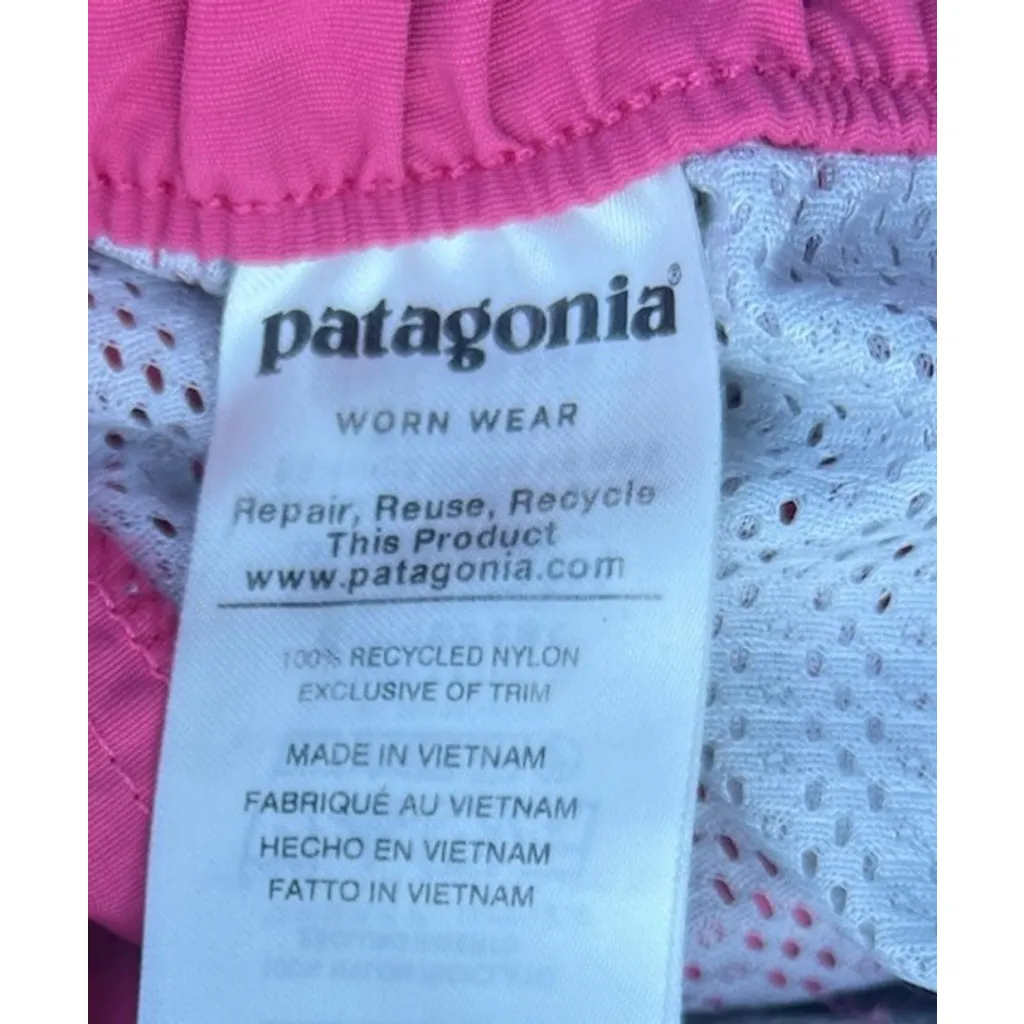 patagonia®
WORN WEAR
Repair, Reuse, Recycle
This Product
www.patagonia.com
100% RECYCLED NYLON
EXCLUSIVE OF TRIM
MADE IN VIETNAM
FABRIQUÉ AU VIETNAM
HECHO EN VIETNAM
FATTO IN VIETNAM